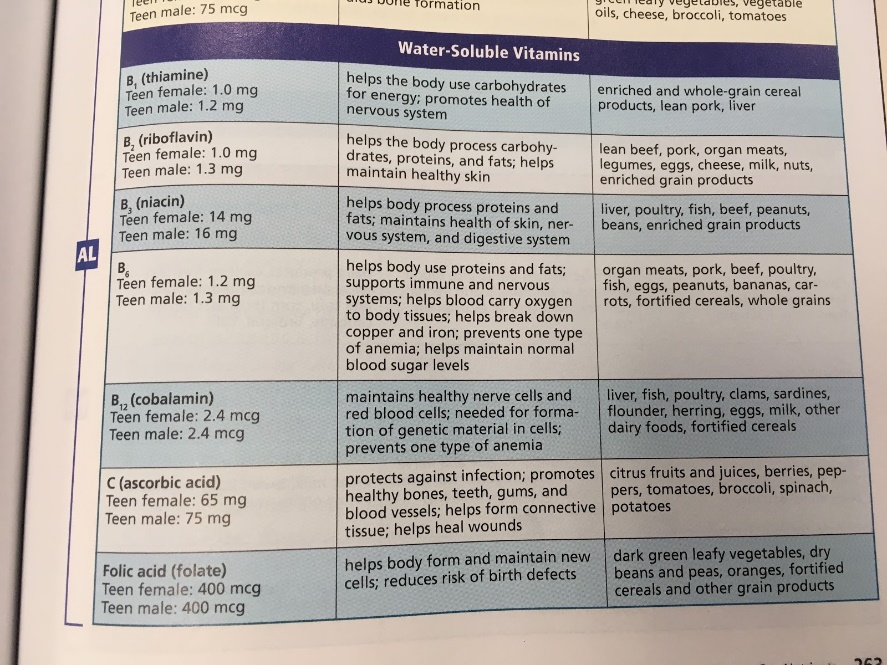 Teen male: 75 mcg
bone formation
green leafy vegetables, vegetable
oils, cheese, broccoli, tomatoes
Water-Soluble Vitamins
B₁ (thiamine)
Teen female: 1.0 mg
Teen male: 1.2 mg
helps the body use carbohydrates
for energy; promotes health of
nervous system
enriched and whole-grain cereal
products, lean pork, liver
B₂ (riboflavin)
Teen female: 1.0 mg
Teen male: 1.3 mg
helps the body process carbohy-
drates, proteins, and fats; helps
maintain healthy skin
lean beef, pork, organ meats,
legumes, eggs, cheese, milk, nuts,
enriched grain products
B₃ (niacin)
Teen female: 14 mg
Teen male: 16 mg
helps body process proteins and
fats; maintains health of skin, ner-
vous system, and digestive system
liver, poultry, fish, beef, peanuts,
beans, enriched grain products
AL
B₆
Teen female: 1.2 mg
Teen male: 1.3 mg
helps body use proteins and fats;
supports immune and nervous
systems; helps blood carry oxygen
to body tissues; helps break down
copper and iron; prevents one type
of anemia; helps maintain normal
blood sugar levels
organ meats, pork, beef, poultry,
fish, eggs, peanuts, bananas, car-
rots, fortified cereals, whole grains
B₁₂ (cobalamin)
Teen female: 2.4 mcg
Teen male: 2.4 mcg
maintains healthy nerve cells and
red blood cells; needed for forma-
tion of genetic material in cells;
prevents one type of anemia
liver, fish, poultry, clams, sardines,
flounder, herring, eggs, milk, other
dairy foods, fortified cereals
C (ascorbic acid)
Teen female: 65 mg
Teen male: 75 mg
protects against infection; promotes
healthy bones, teeth, gums, and
blood vessels; helps form connective
tissue; helps heal wounds
citrus fruits and juices, berries, pep-
pers, tomatoes, broccoli, spinach,
potatoes
Folic acid (folate)
Teen female: 400 mcg
Teen male: 400 mcg
helps body form and maintain new
cells; reduces risk of birth defects
dark green leafy vegetables, dry
beans and peas, oranges, fortified
cereals and other grain products